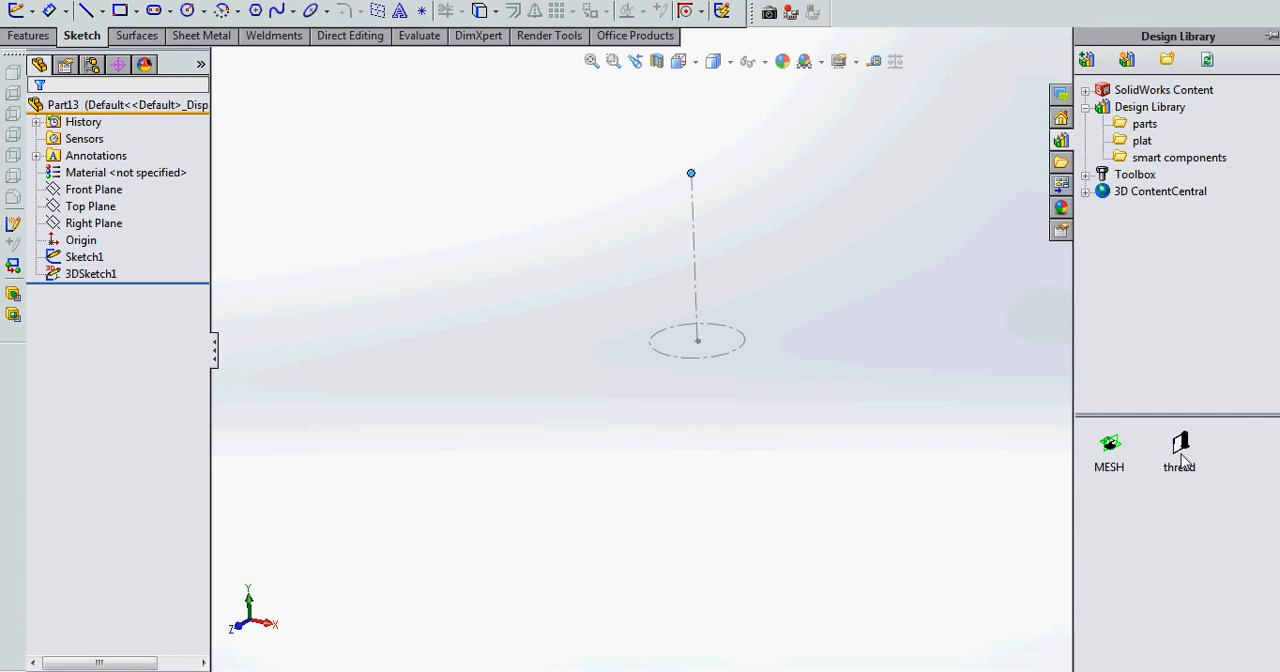 Features Sketch Surfaces Sheet Metal Weldments Direct Editing Evaluate DimXpert Render Tools Office Products
Part13 (Default<<Default>_Disp
History
Sensors
Annotations
Material <not specified>
Front Plane
Top Plane
Right Plane
Origin
Sketch1
3DSketch1
Y
X
Z
Design Library
SolidWorks Content
Design Library
parts
plat
smart components
Toolbox
3D ContentCentral
MESH thread